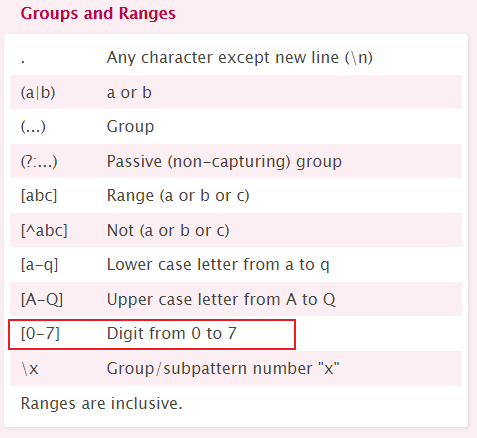 Groups and Ranges
. Any character except new line (\n)
(a|b) a or b
(...) Group
(?:...) Passive (non-capturing) group
[abc] Range (a or b or c)
[^abc] Not (a or b or c)
[a-q] Lower case letter from a to q
[A-Q] Upper case letter from A to Q
[0-7] Digit from 0 to 7
\x Group/subpattern number "x"
Ranges are inclusive.